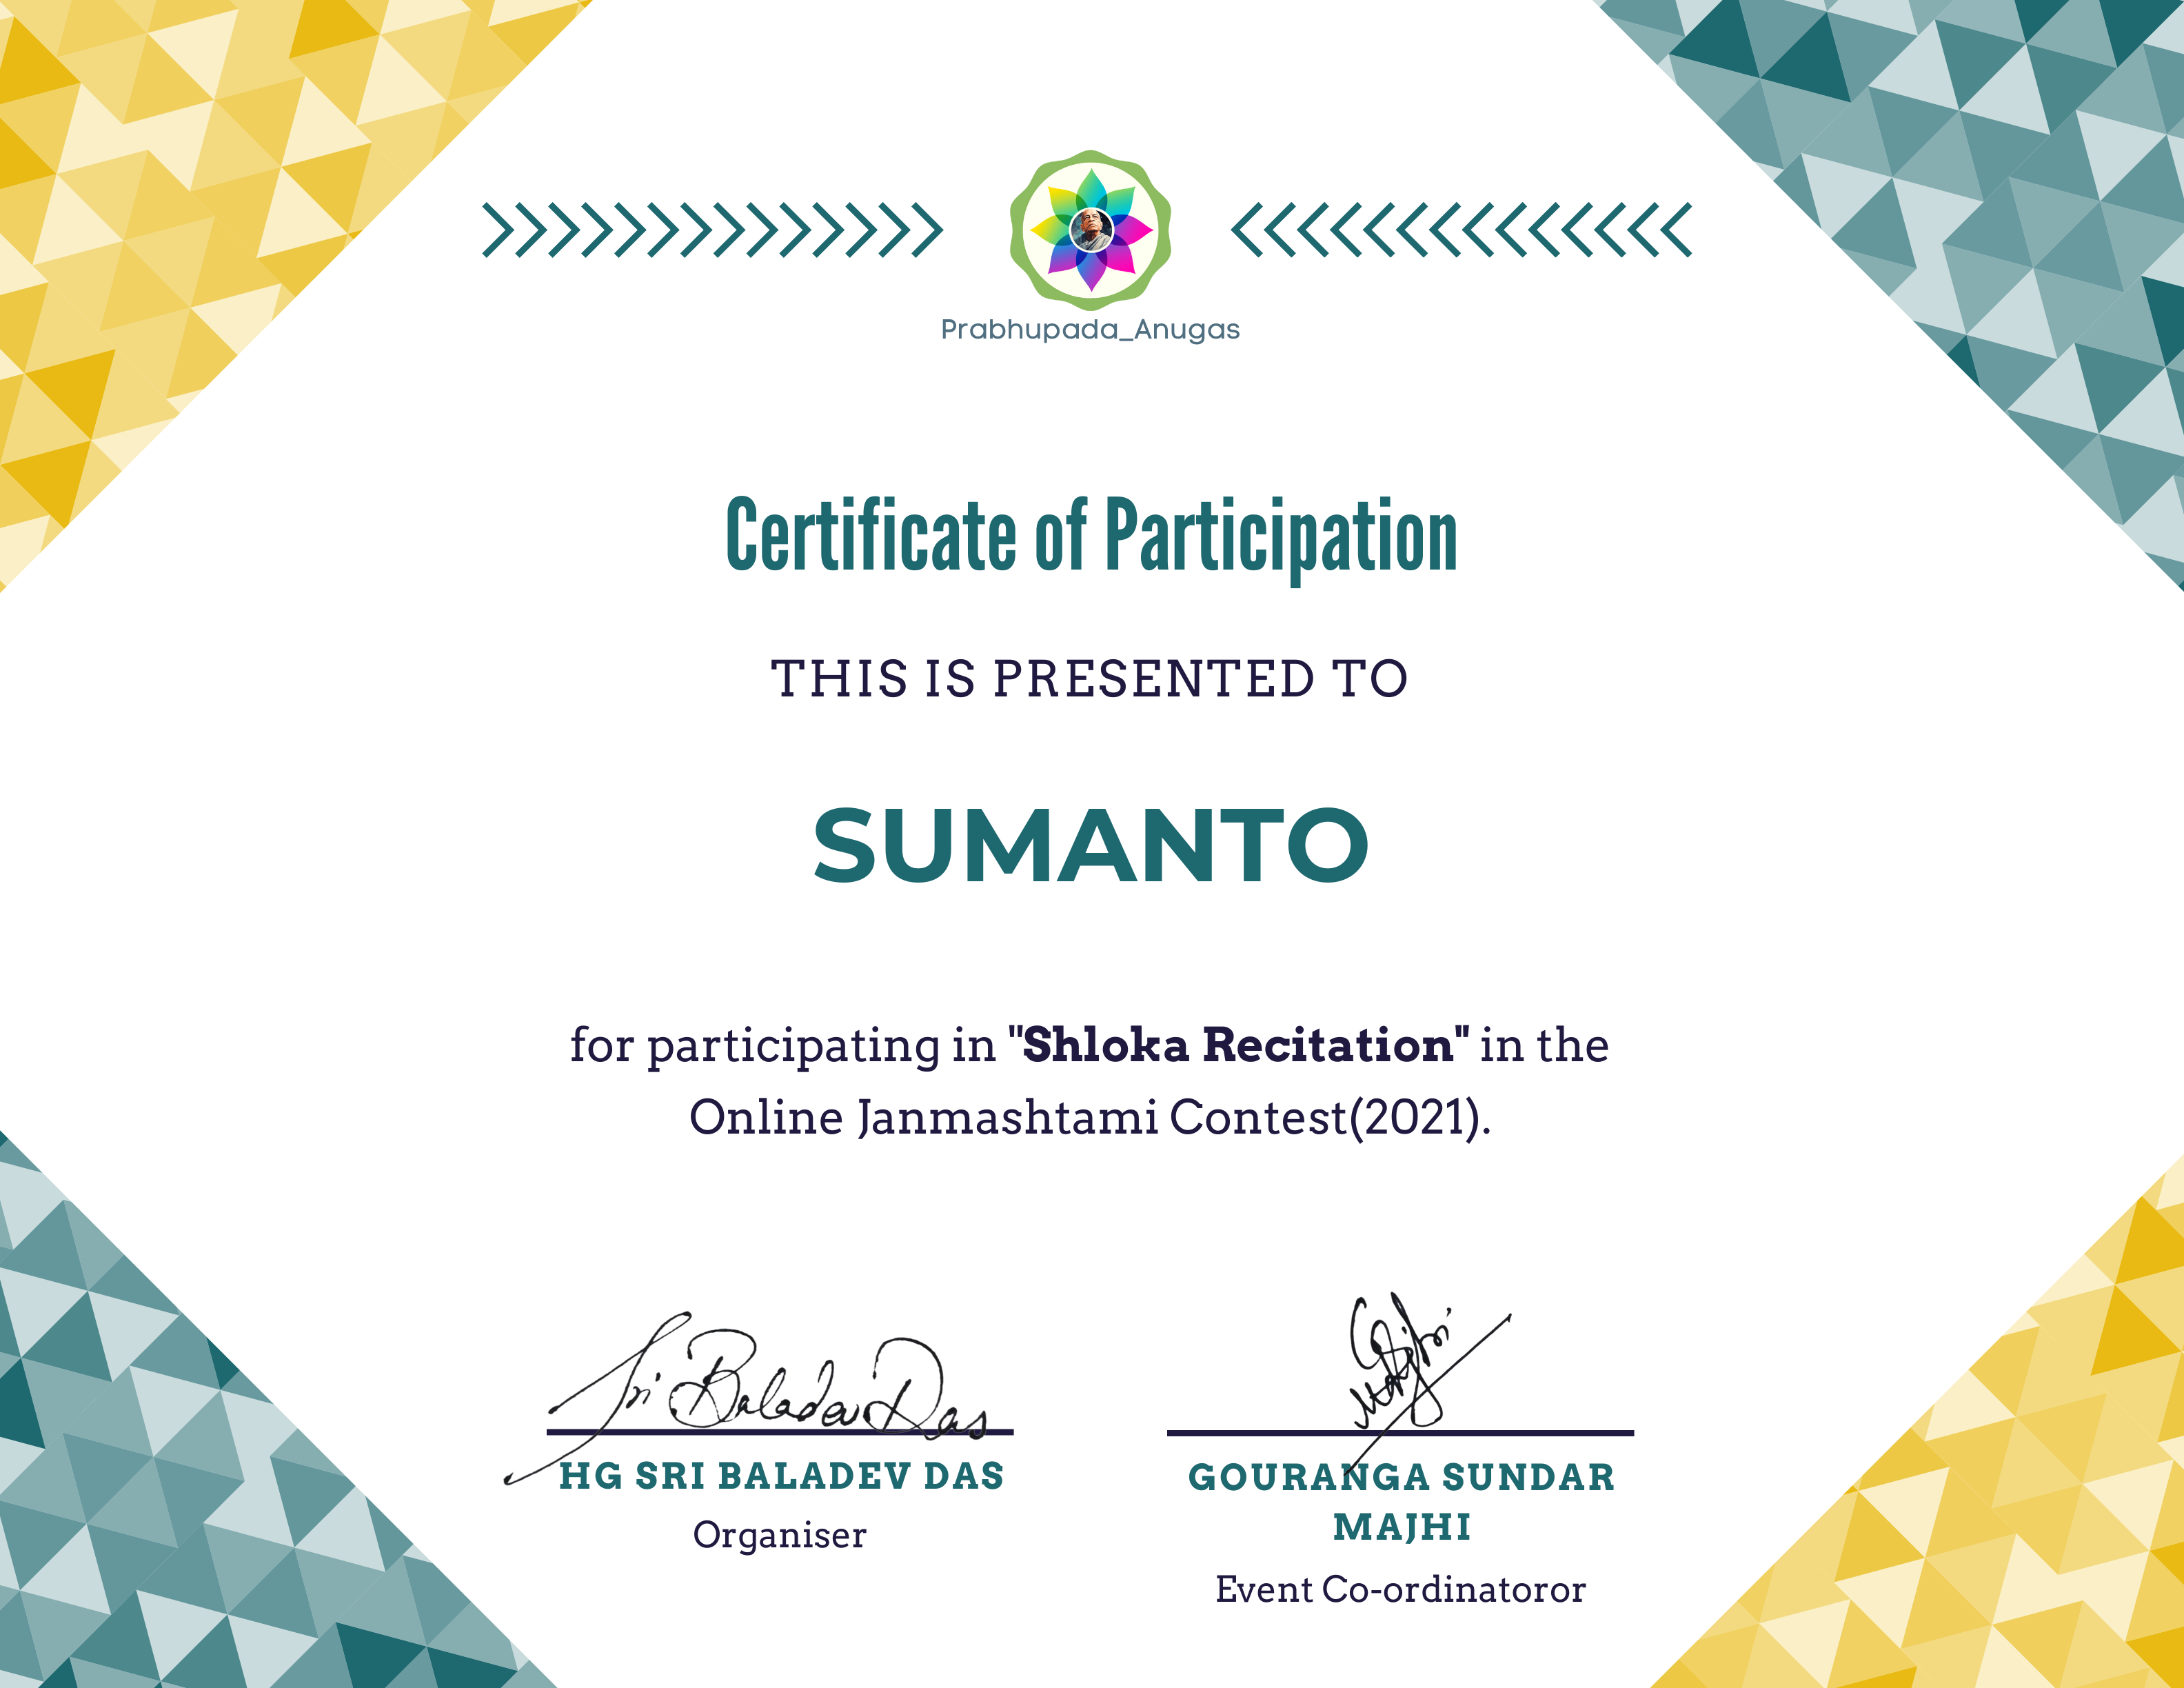 Prabhupada_Anugas
Certificate of Participation
THIS IS PRESENTED TO
SUMANTO
for participating in "Shloka Recitation" in the
Online Janmashtami Contest(2021).
Sri Baladev Das
HG SRI BALADEV DAS
Organiser
GOURANGA SUNDAR
MAJHI
Event Co-ordinatoror